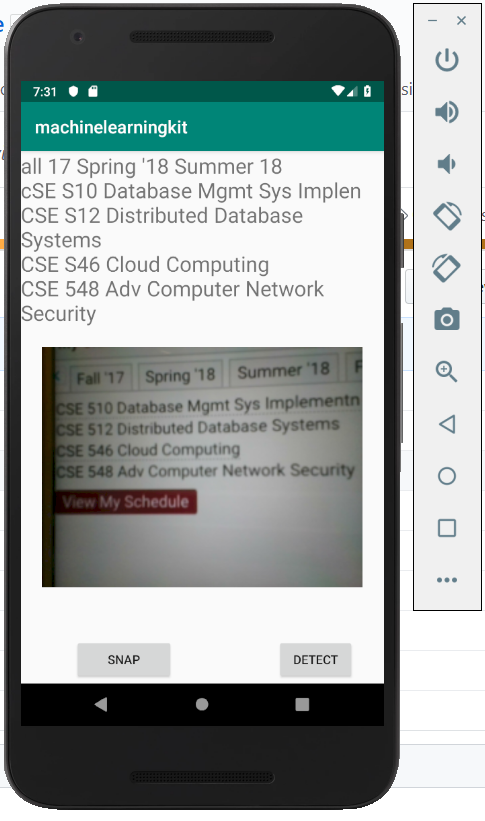 7:31
machinelearningkit
all 17 Spring '18 Summer 18
cSE S10 Database Mgmt Sys Implen
CSE S12 Distributed Database
Systems
CSE S46 Cloud Computing
CSE 548 Adv Computer Network
Security
Fall '17 Spring '18 Summer '18 F
CSE 510 Database Mgmt Sys Implementn
CSE 512 Distributed Database Systems
CSE 546 Cloud Computing
CSE 548 Adv Computer Network Security
View My Schedule
SNAP DETECT